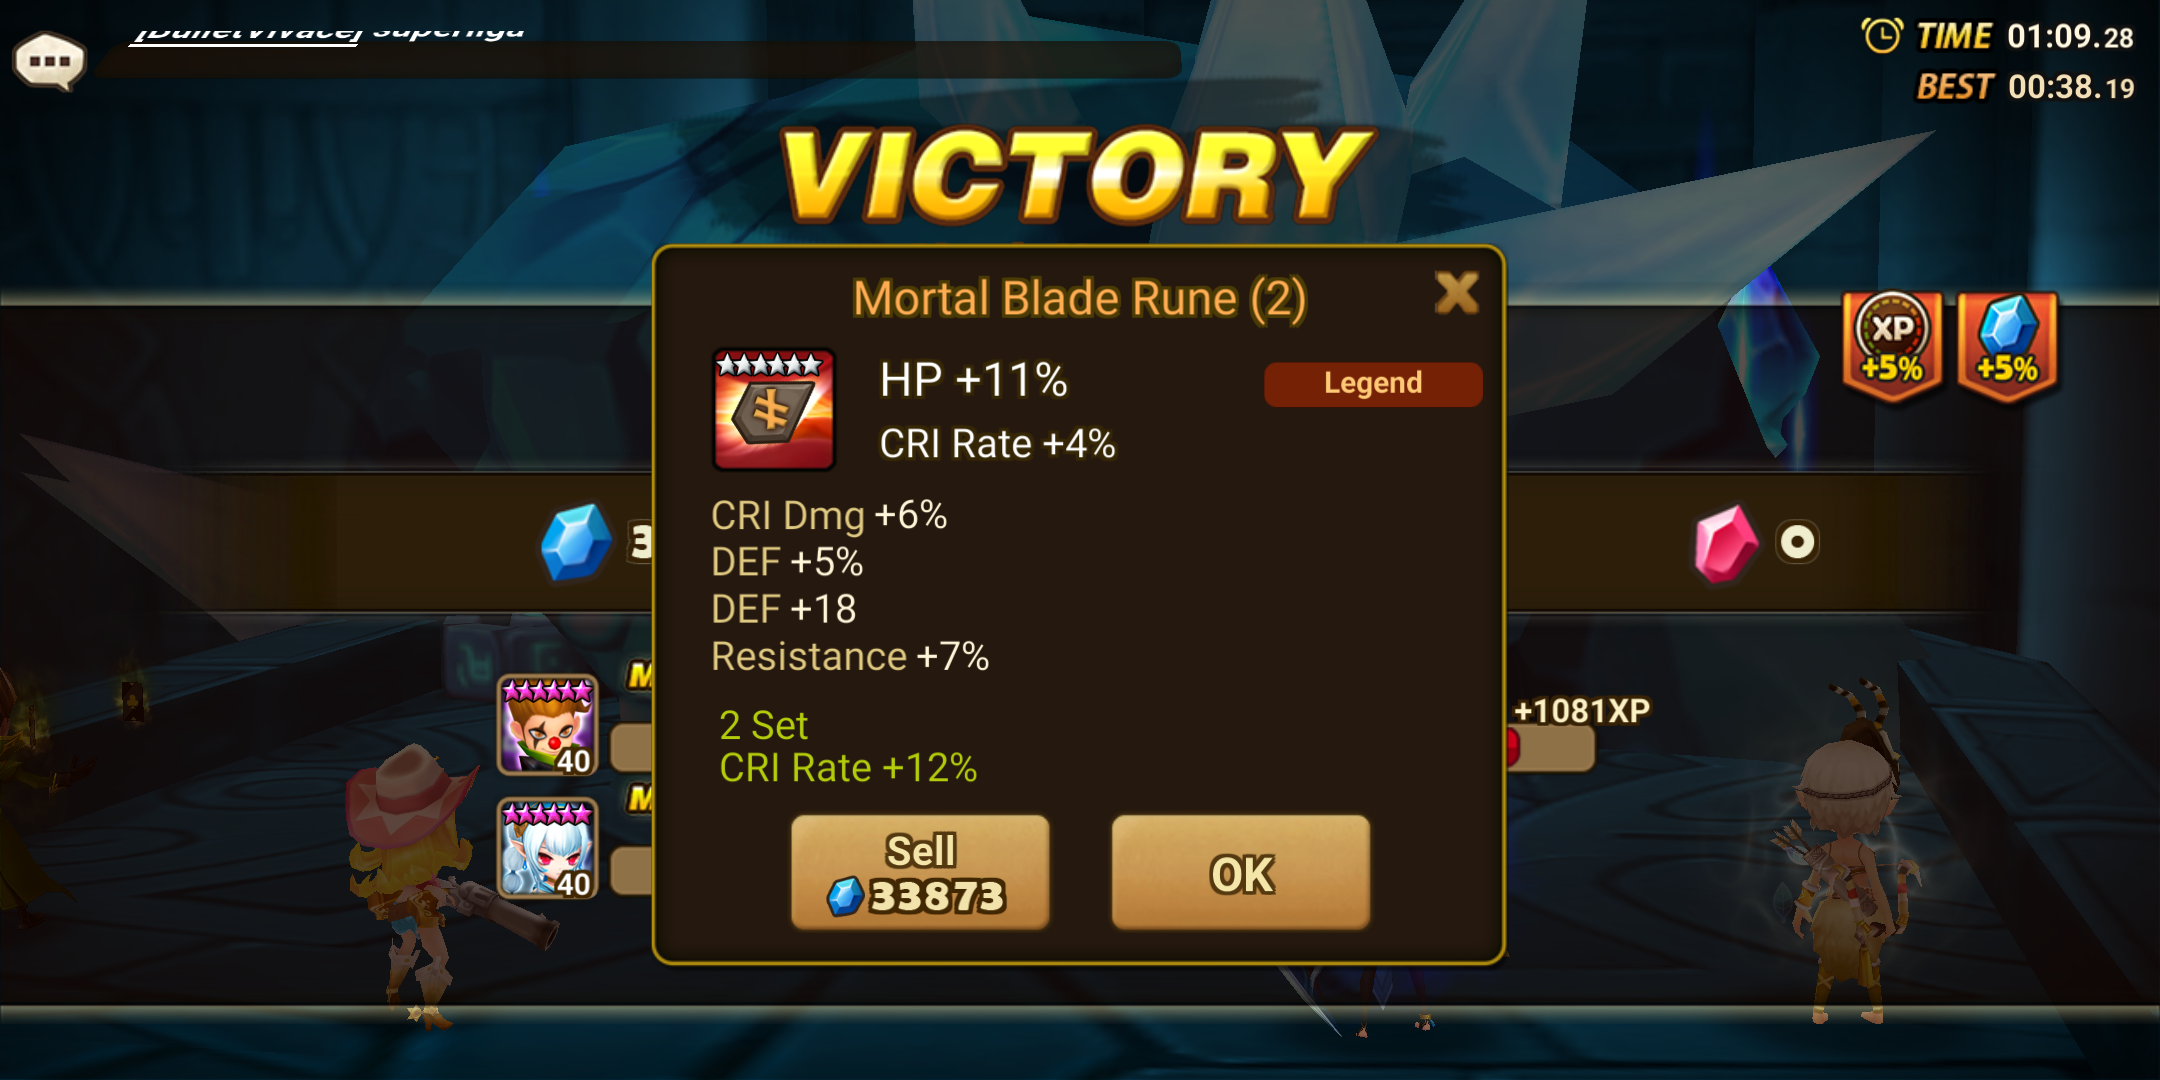 TIME 01:09.28
BEST 00:38.19
VICTORY
Mortal Blade Rune (2)
HP +11%
Legend
CRI Rate +4%
XP
+5%
+5%
CRI Dmg +6%
DEF +5%
DEF +18
Resistance +7%
3
0
2 Set
CRI Rate +12%
40
+1081XP
40
Sell
33873
OK